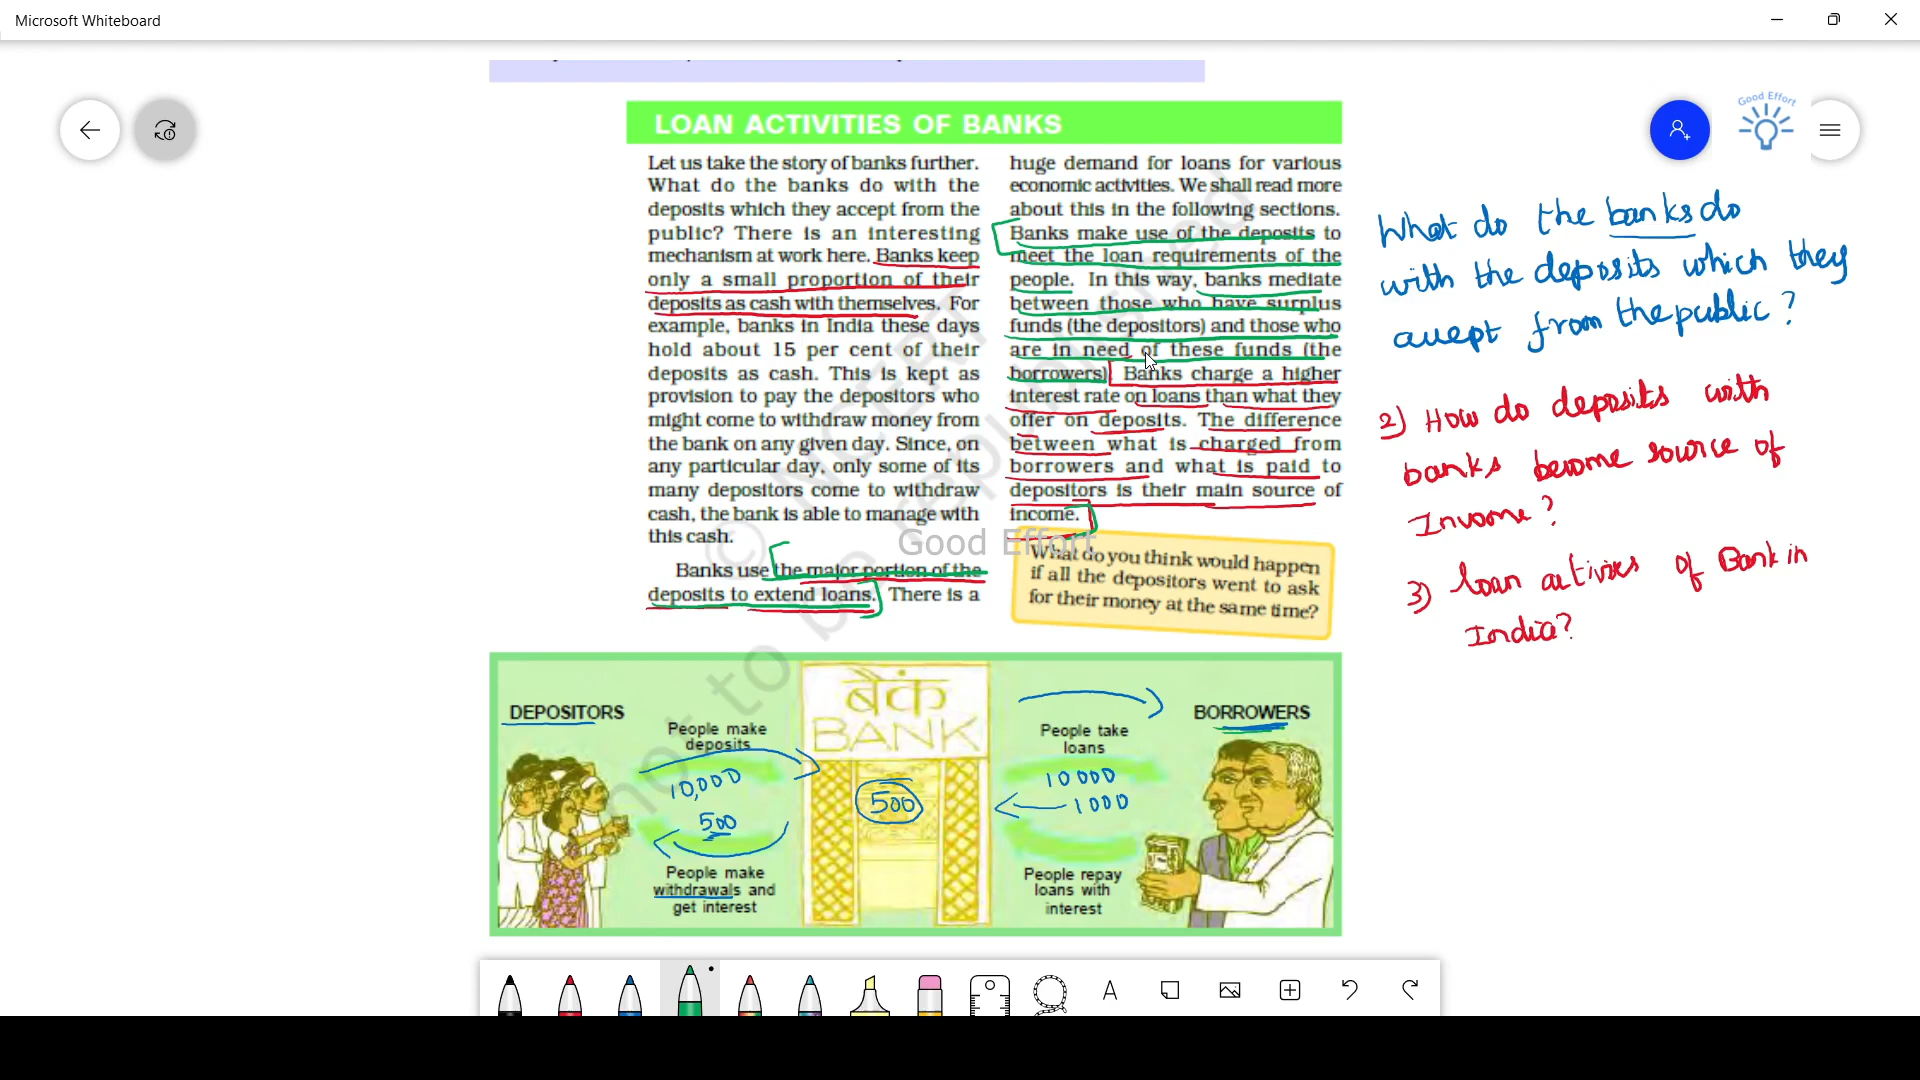 Microsoft Whiteboard
LOAN ACTIVITIES OF BANKS
Let us take the story of banks further.
What do the banks do with the
deposits which they accept from the
public? There is an interesting
mechanism at work here. Banks keep
only a small proportion of their
deposits as cash with themselves. For
example, banks in India these days
hold about 15 per cent of their
deposits as cash. This is kept as
provision to pay the depositors who
might come to withdraw money from
the bank on any given day. Since, on
any particular day, only some of its
many depositors come to withdraw
cash, the bank is able to manage with
this cash.
Banks use the major portion of the
deposits to extend loans. There is a
huge demand for loans for various
economic activities. We shall read more
about this in the following sections.
Banks make use of the deposits to
meet the loan requirements of the
people. In this way, banks mediate
between those who have surplus
funds (the depositors) and those who
are in need of these funds (the
borrowers). Banks charge a higher
interest rate on loans than what they
offer on deposits. The difference
between what is charged from
borrowers and what is paid to
depositors is their main source of
income.
Good Effort
What do you think would happen
if all the depositors went to ask
for their money at the same time?
DEPOSITORS
People make
deposits
10,000
500
People make
withdrawals and
get interest
बैंक
BANK
500
People take
loans
10000
1000
People repay
loans with
interest
BORROWERS
Good Effort
What do the banks do
with the deposits which they
accept from the public?
2) How do deposits with
banks become source of
Income?
3) loan activies of Bank in
India?
© NCERT
not to be republished
A